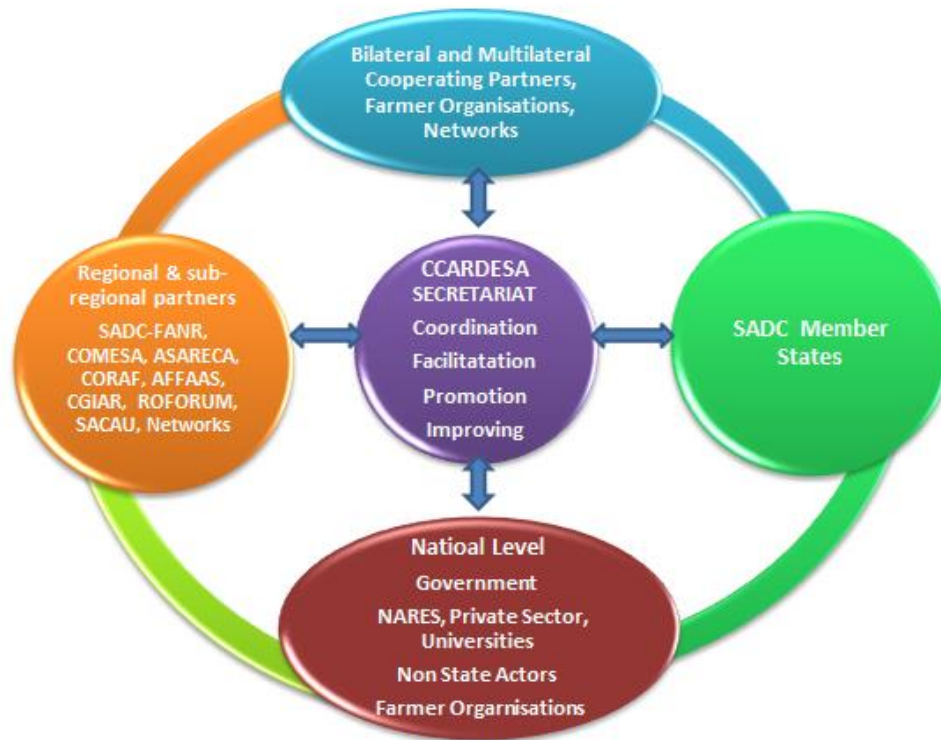 Bilateral and Multilateral
Cooperating Partners,
Farmer Organisations,
Networks
Regional & sub-
regional partners
SADC-FANR,
COMESA, ASARECA,
CORAF, AFFAAS,
CGIAR, ROFORUM,
SACAU, Networks
CCARDESA
SECRETARIAT
Coordination
Facilitatation
Promotion
Improving
SADC Member
States
Natioal Level
Government
NARES, Private Sector,
Universities
Non State Actors
Farmer Orgarnisations